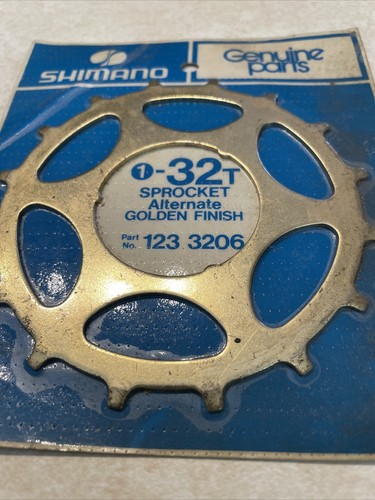 SHIMANO
Genuine
parts
①-32T
SPROCKET
Alternate
GOLDEN FINISH
Part
No. 123 3206